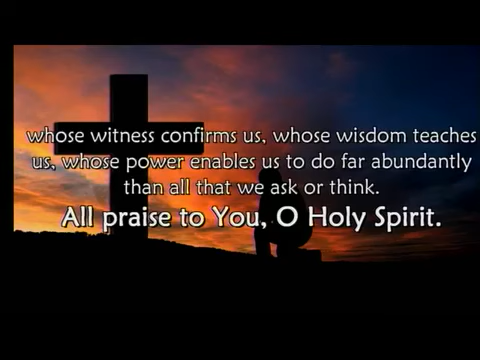 whose witness confirms us, whose wisdom teaches
us, whose power enables us to do far abundantly
than all that we ask or think.
All praise to You, O Holy Spirit.